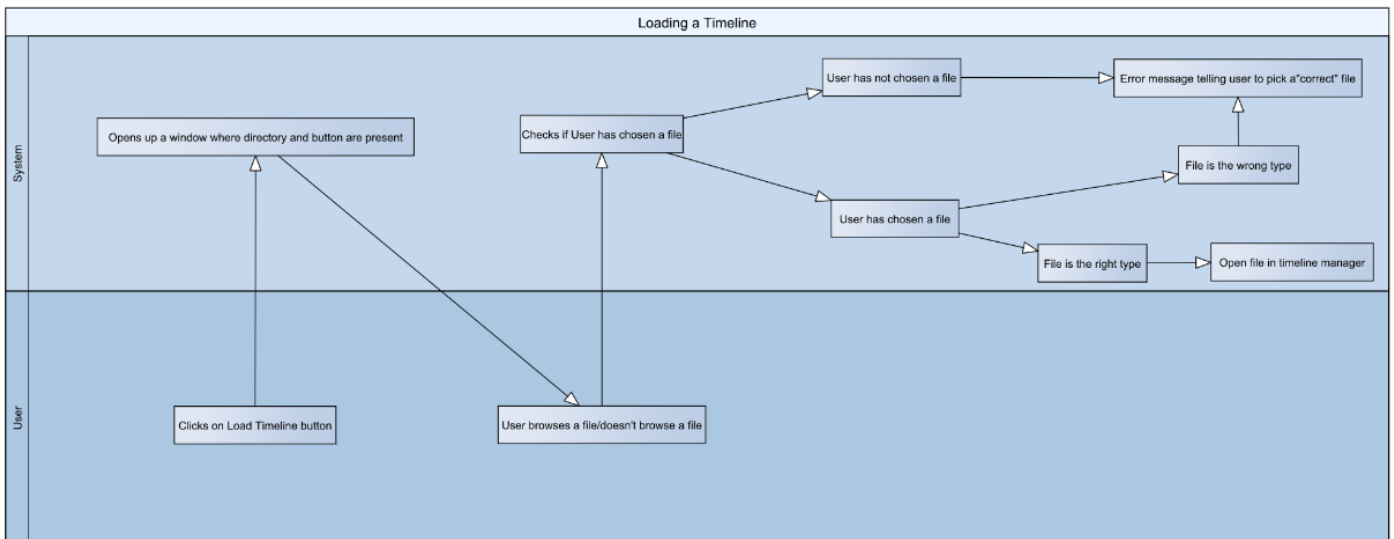 Loading a Timeline
System
User has not chosen a file
Error message telling user to pick a"correct" file
Opens up a window where directory and button are present
Checks if User has chosen a file
File is the wrong type
User has chosen a file
File is the right type
Open file in timeline manager
User
Clicks on Load Timeline button
User browses a file/doesn't browse a file